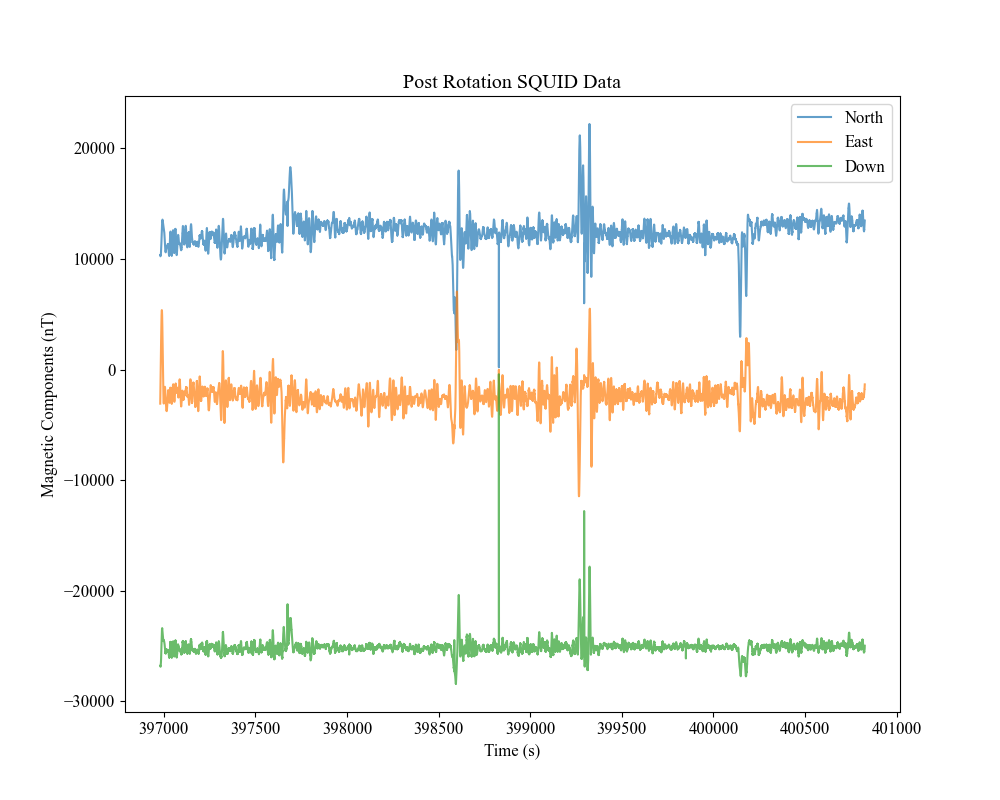 Post Rotation SQUID Data
North
East
Down
Magnetic Components (nT)
20000
10000
0
−10000
−20000
−30000
397000 397500 398000 398500 399000 399500 400000 400500 401000
Time (s)